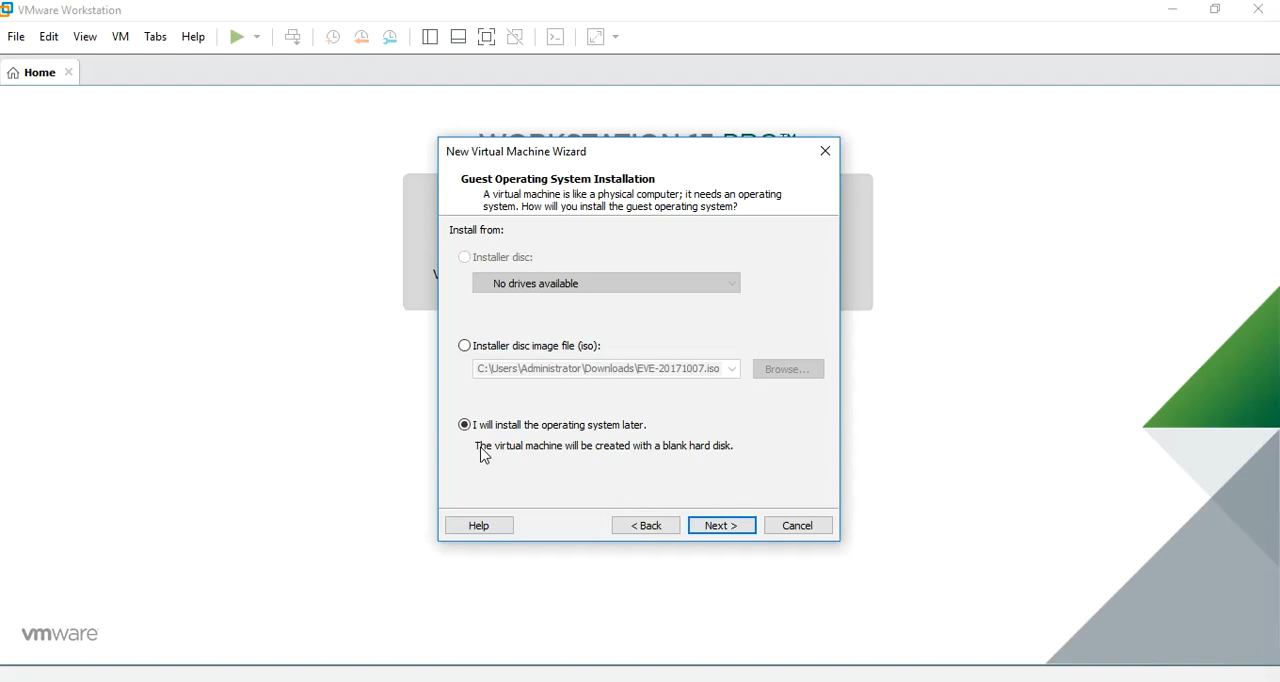 VMware Workstation
File Edit View VM Tabs Help
Home
WORKSTATION 15 PRO™
New Virtual Machine Wizard
Guest Operating System Installation
A virtual machine is like a physical computer; it needs an operating
system. How will you install the guest operating system?
Install from:
Installer disc:
No drives available
Installer disc image file (iso):
C:\Users\Administrator\Downloads\EVE-20171007.iso Browse...
I will install the operating system later.
The virtual machine will be created with a blank hard disk.
Help < Back Next > Cancel
vmware